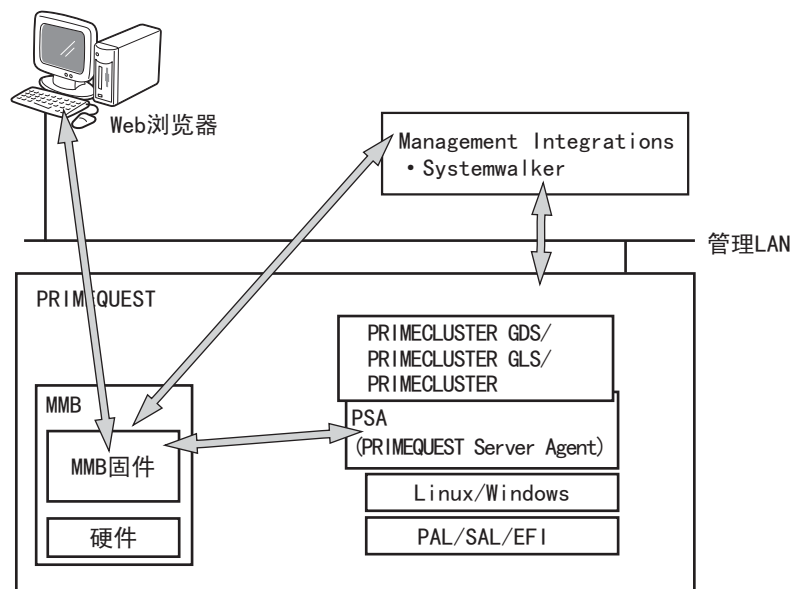 Web浏览器
Management Integrations
・Systemwalker
管理LAN
PRIMEQUEST
PRIMECLUSTER GDS/
PRIMECLUSTER GLS/
PRIMECLUSTER
MMB
PSA
(PRIMEQUEST Server Agent)
MMB固件
Linux/Windows
硬件
PAL/SAL/EFI